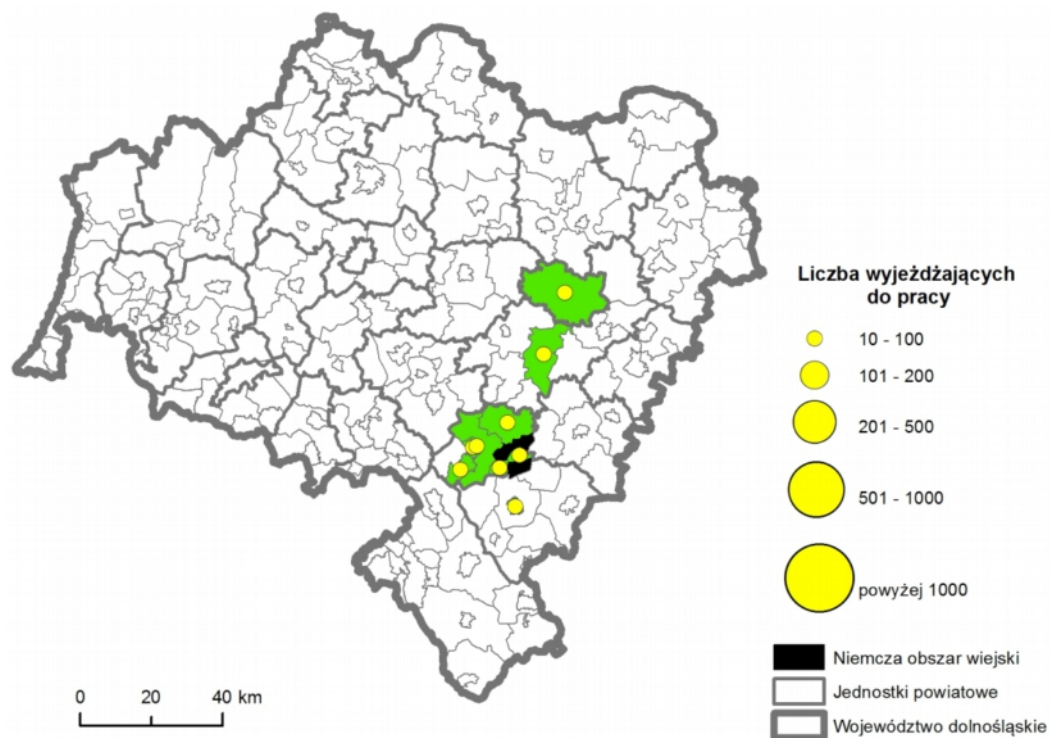 Liczba wyjeżdżających
do pracy
10 - 100
101 - 200
201 - 500
501 - 1000
powyżej 1000
Niemcza obszar wiejski
Jednostki powiatowe
Województwo dolnośląskie
0 20 40 km